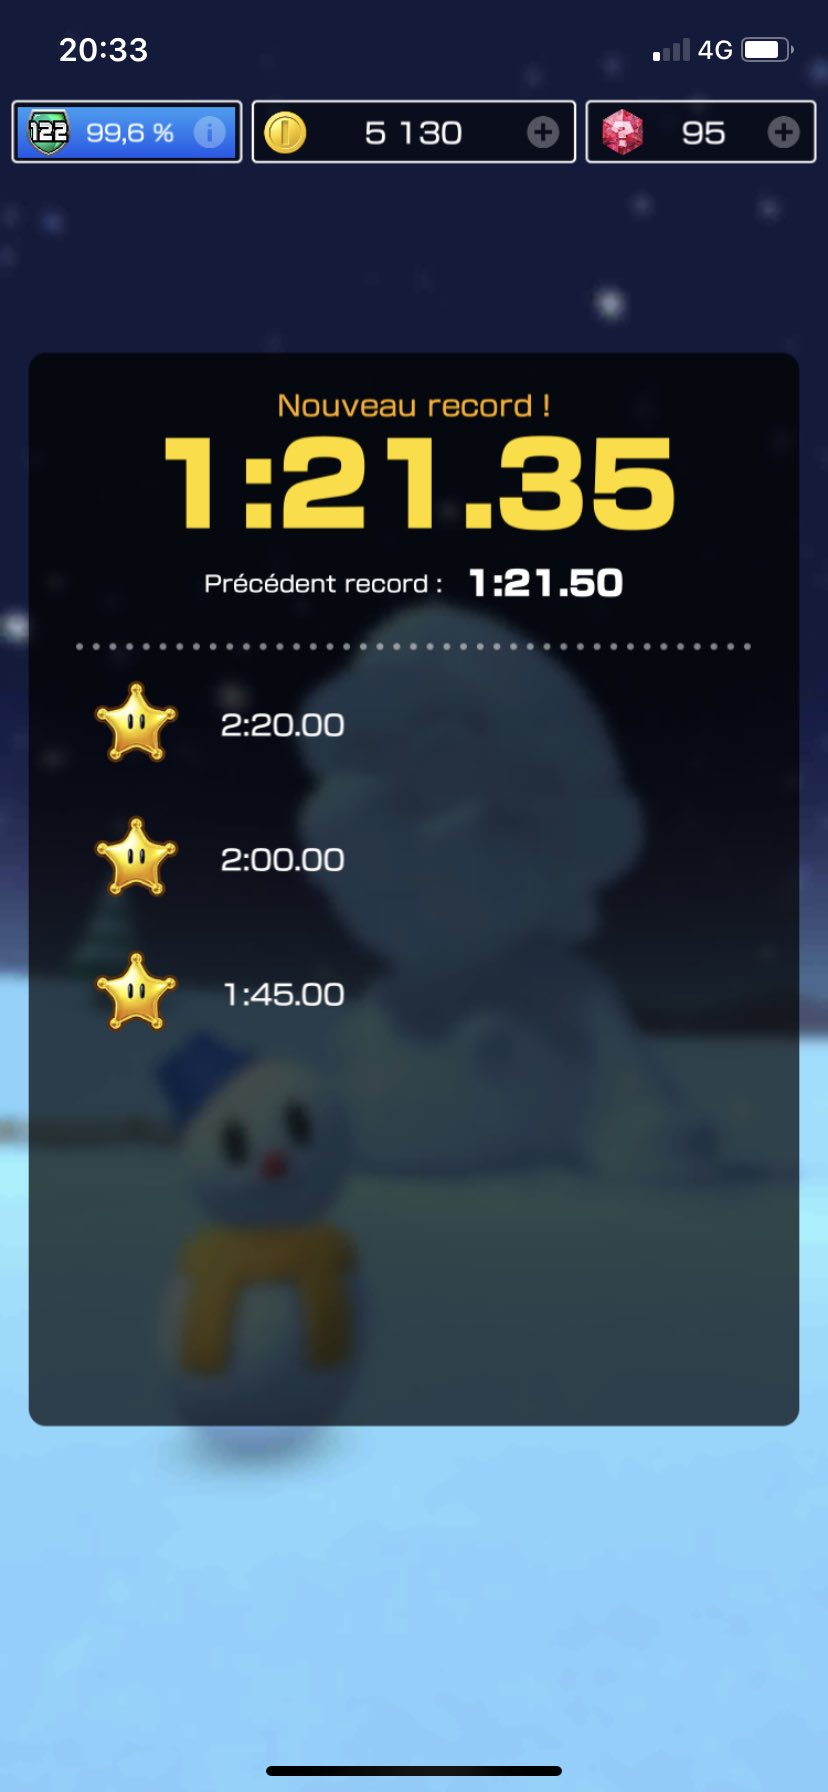 20:33 4G
122 99,6 % i 5 130 + ? 95 +
Nouveau record !
1:21.35
Précédent record : 1:21.50
2:20.00
2:00.00
1:45.00